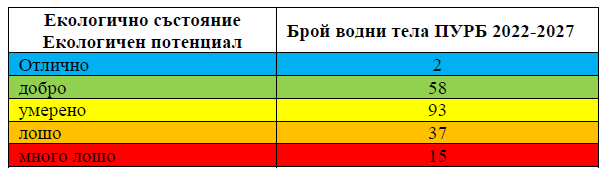 Екологично състояние
Екологичен потенциал
Брой водни тела ПУРБ 2022-2027
Отлично 2
добро 58
умерено 93
лошо 37
много лошо 15